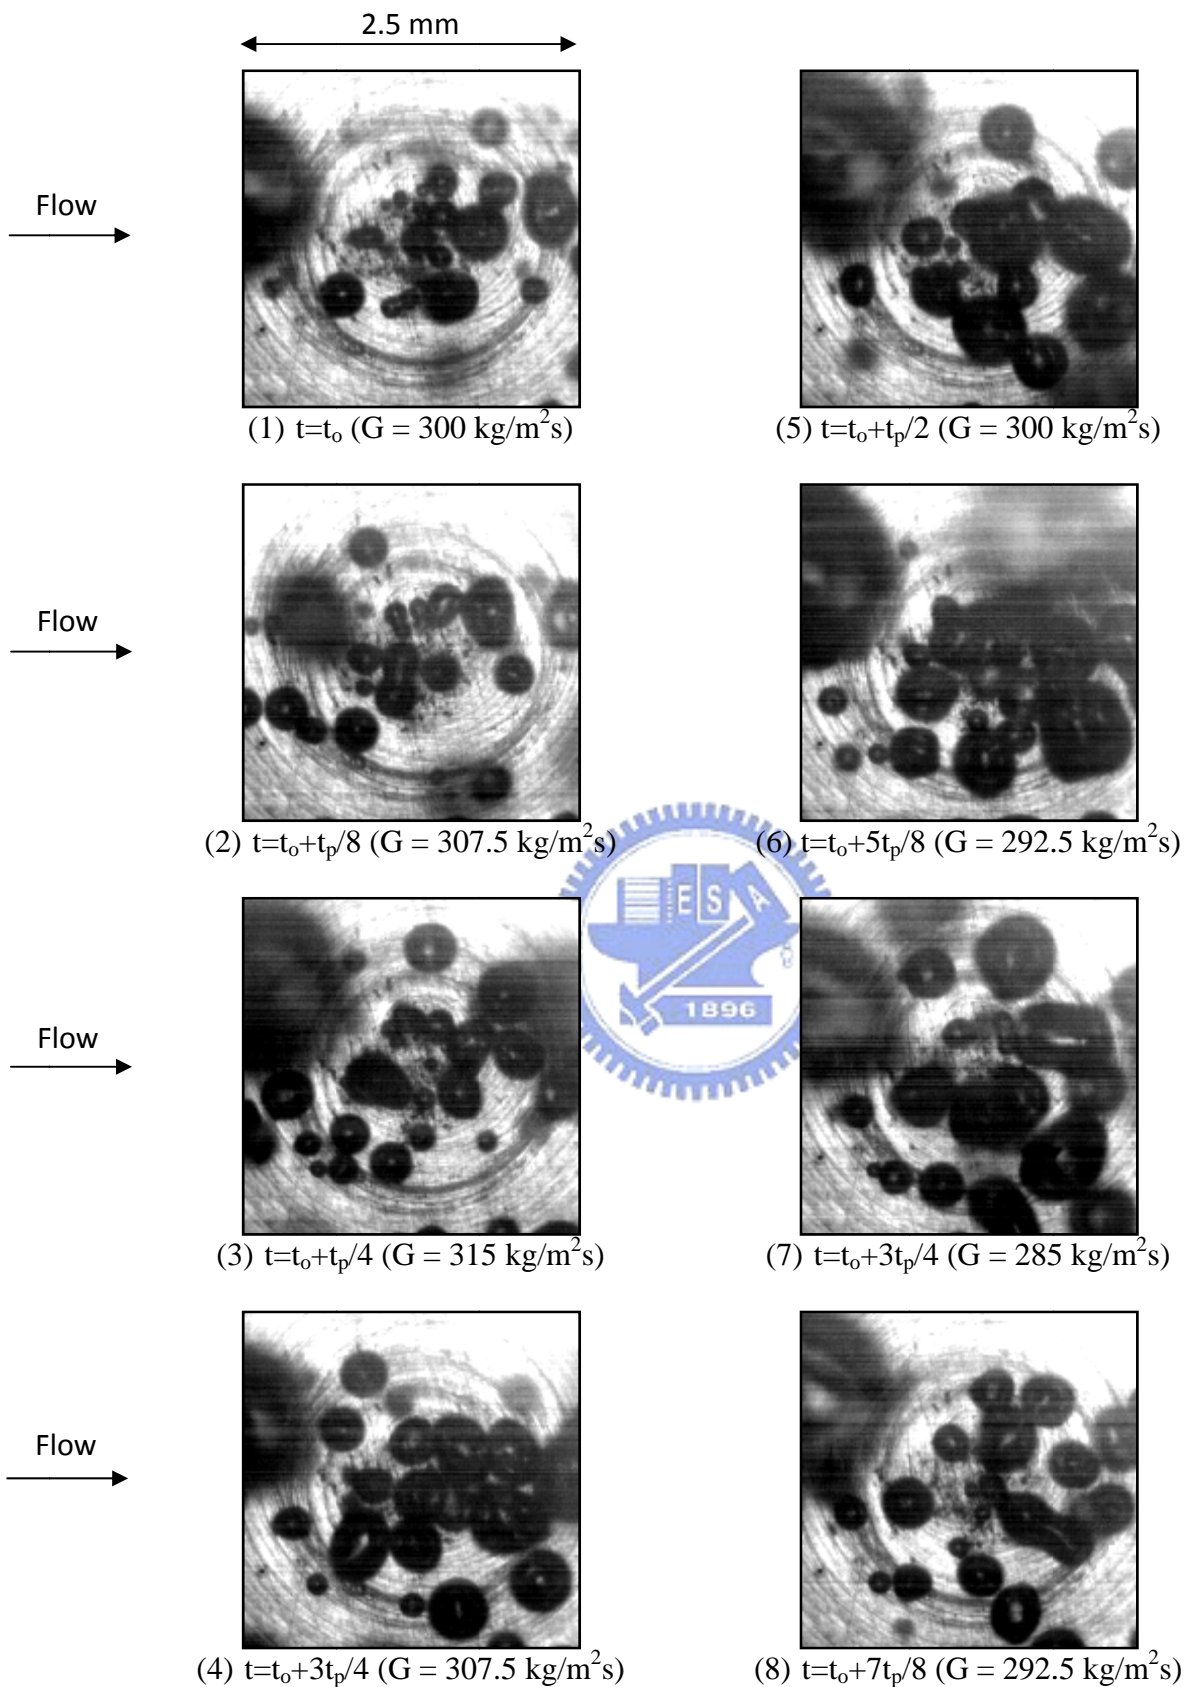 2.5 mm
Flow
(1) t=tₒ (G = 300 kg/m²s)
(5) t=tₒ+tₚ/2 (G = 300 kg/m²s)
Flow
(2) t=tₒ+tₚ/8 (G = 307.5 kg/m²s)
(6) t=tₒ+5tₚ/8 (G = 292.5 kg/m²s)
E S A
1896
Flow
(3) t=tₒ+tₚ/4 (G = 315 kg/m²s)
(7) t=tₒ+3tₚ/4 (G = 285 kg/m²s)
Flow
(4) t=tₒ+3tₚ/4 (G = 307.5 kg/m²s)
(8) t=tₒ+7tₚ/8 (G = 292.5 kg/m²s)